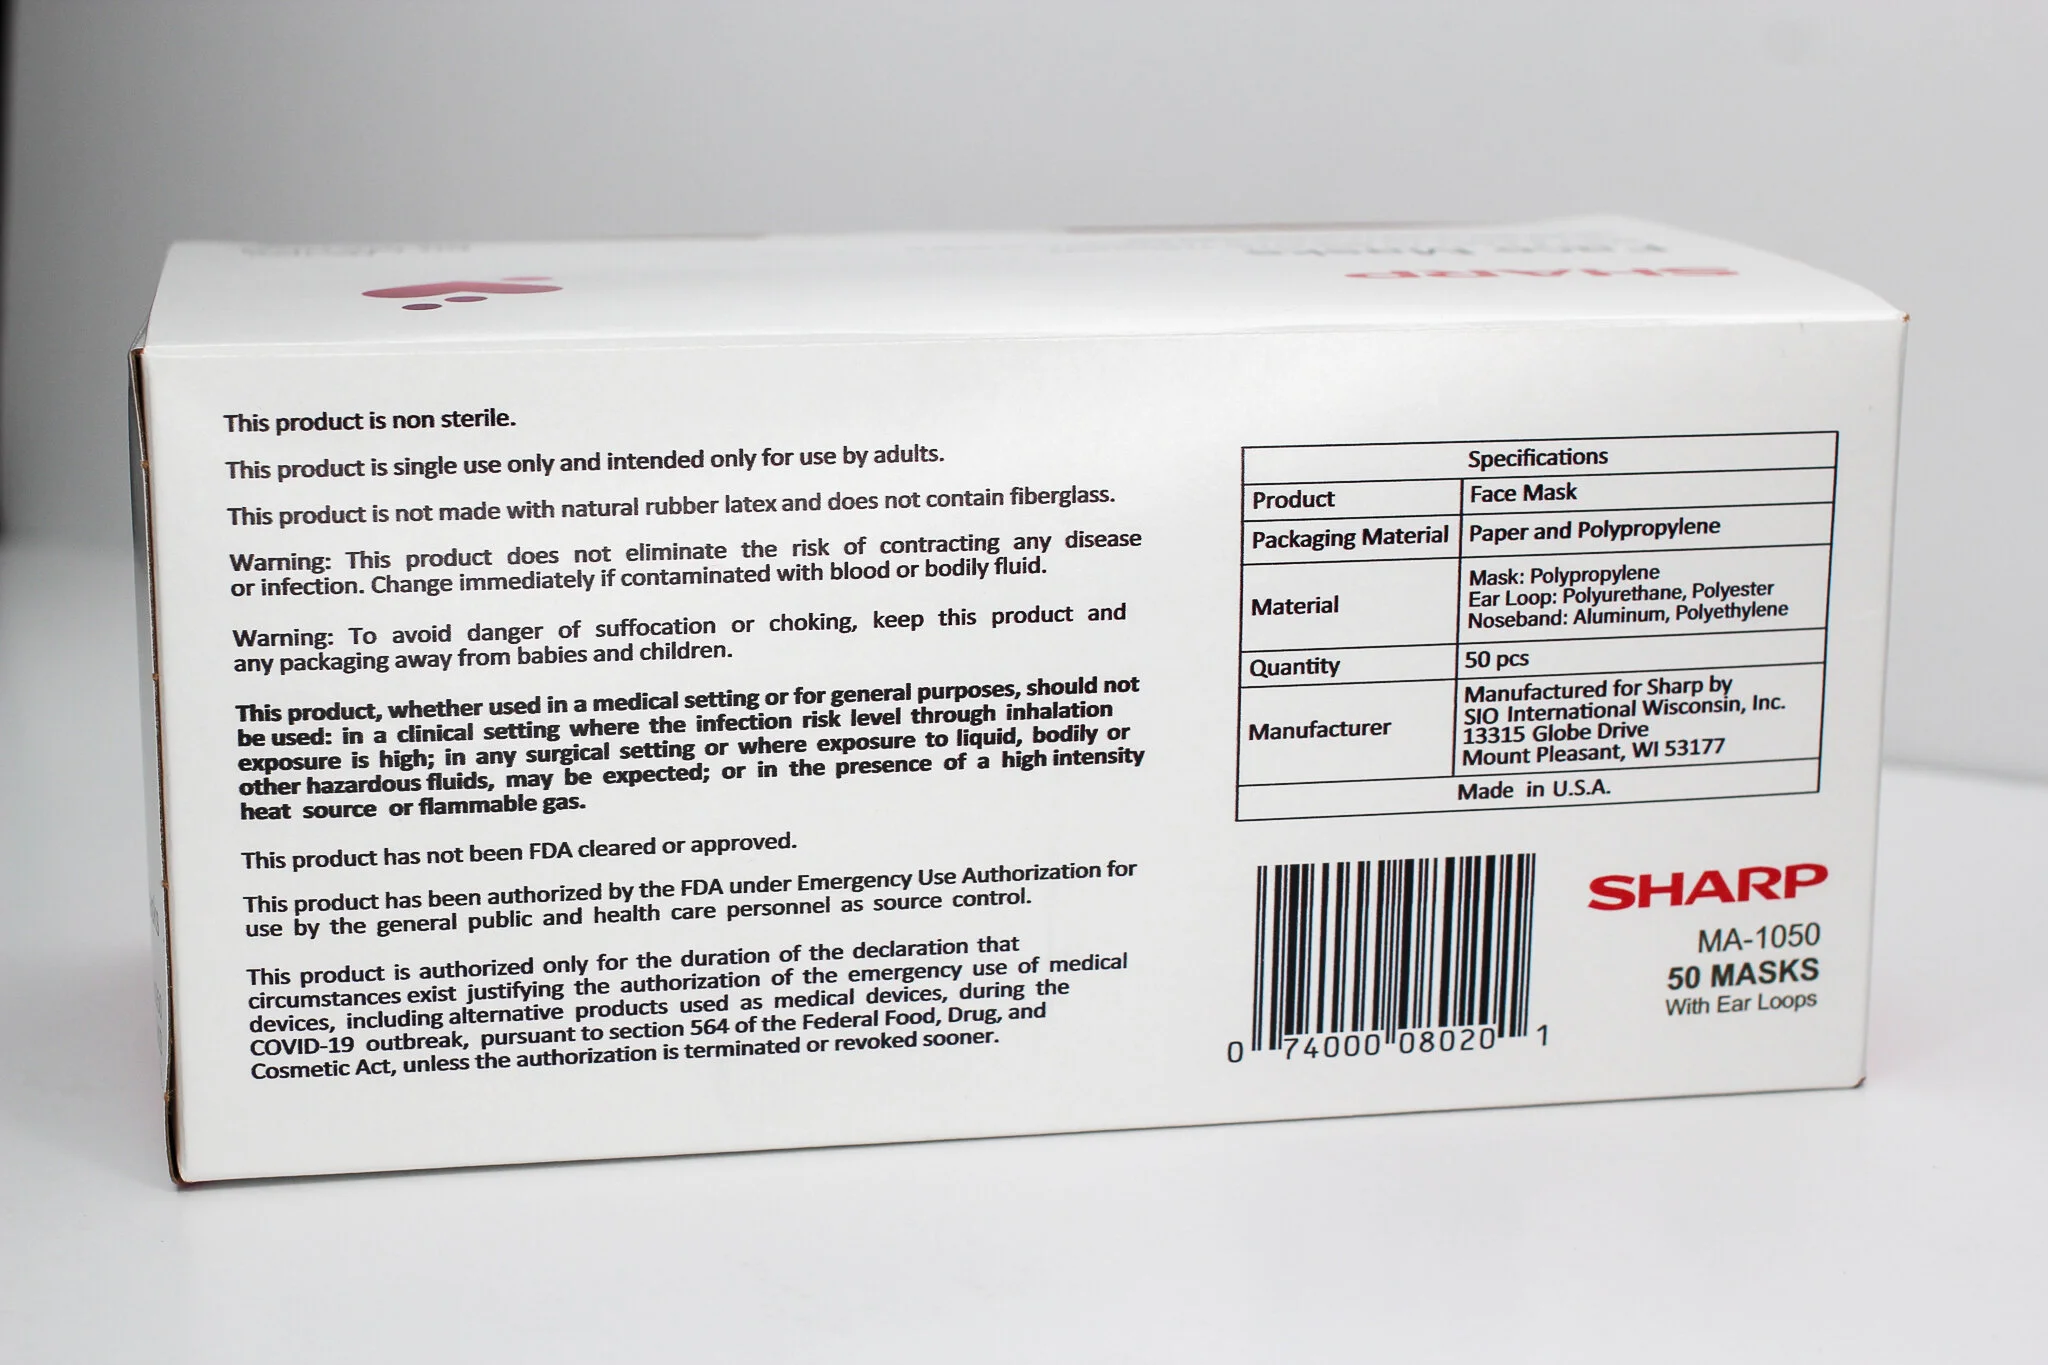 SHARP
Face Masks
This product is non sterile.
This product is single use only and intended only for use by adults.
This product is not made with natural rubber latex and does not contain fiberglass.
Warning: This product does not eliminate the risk of contracting any disease
or infection. Change immediately if contaminated with blood or bodily fluid.
Warning: To avoid danger of suffocation or choking, keep this product and
any packaging away from babies and children.
This product, whether used in a medical setting or for general purposes, should not
be used: in a clinical setting where the infection risk level through inhalation
exposure is high; in any surgical setting or where exposure to liquid, bodily or
other hazardous fluids, may be expected; or in the presence of a high intensity
heat source or flammable gas.
This product has not been FDA cleared or approved.
This product has been authorized by the FDA under Emergency Use Authorization for
use by the general public and health care personnel as source control.
This product is authorized only for the duration of the declaration that
circumstances exist justifying the authorization of the emergency use of medical
devices, including alternative products used as medical devices, during the
COVID-19 outbreak, pursuant to section 564 of the Federal Food, Drug, and
Cosmetic Act, unless the authorization is terminated or revoked sooner.
Specifications
Product Face Mask
Packaging Material Paper and Polypropylene
Material Mask: Polypropylene
Ear Loop: Polyurethane, Polyester
Noseband: Aluminum, Polyethylene
Quantity 50 pcs
Manufacturer Manufactured for Sharp by
SIO International Wisconsin, Inc.
13315 Globe Drive
Mount Pleasant, WI 53177
Made in U.S.A.
0 74000 08020 1
SHARP
MA-1050
50 MASKS
With Ear Loops